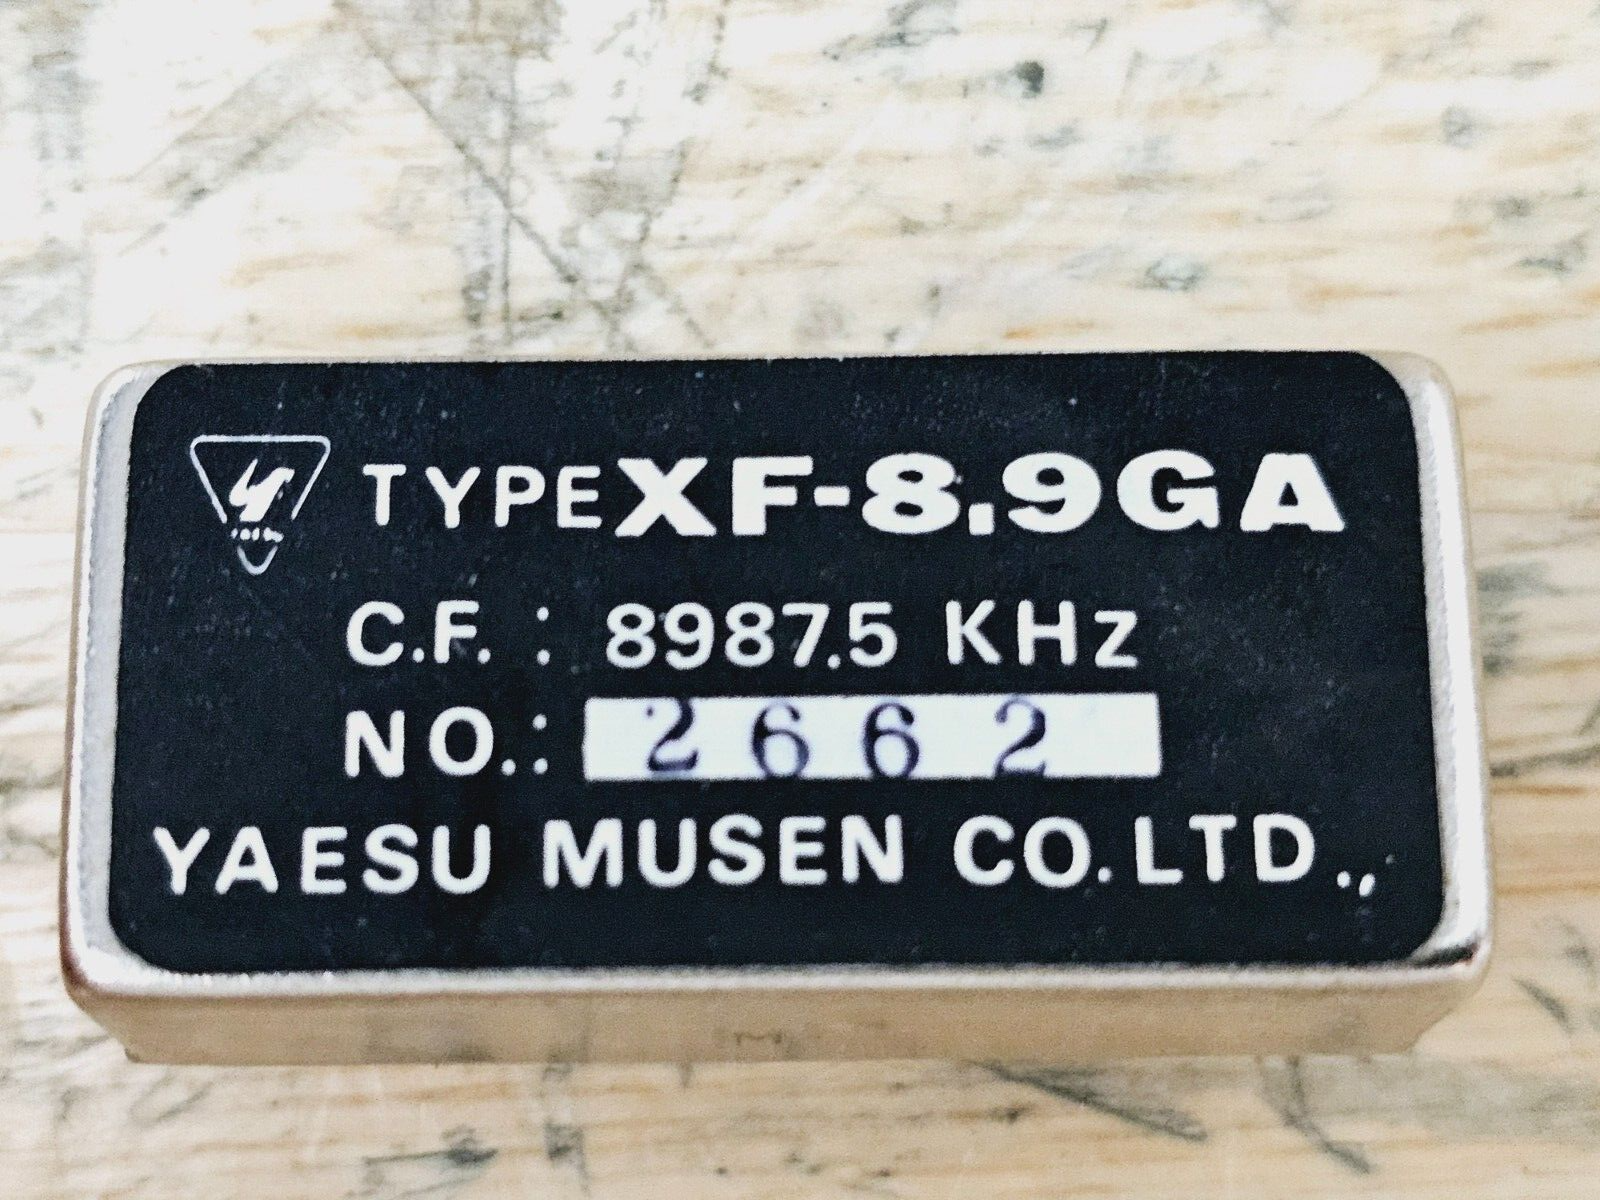 TYPE XF-8.9GA
C.F. : 8987.5 KHz
NO.: 2662
YAESU MUSEN CO. LTD.,